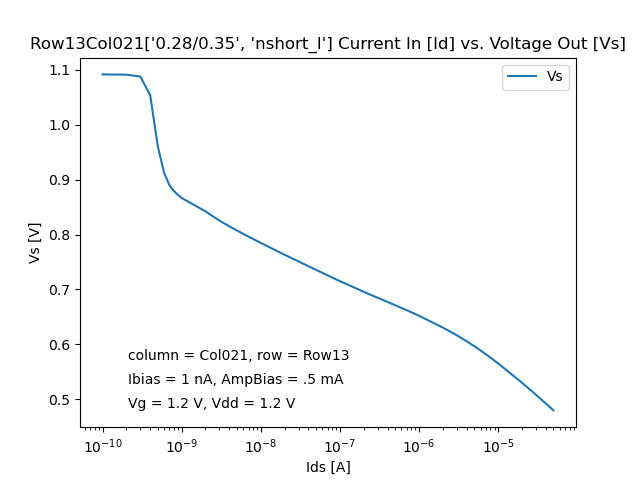 Row13Col021['0.28/0.35', 'nshort_l'] Current In [Id] vs. Voltage Out [Vs]
Vs
1.1
1.0
0.9
0.8
0.7
0.6
0.5
Vs [V]
column = Col021, row = Row13
Ibias = 1 nA, AmpBias = .5 mA
Vg = 1.2 V, Vdd = 1.2 V
10⁻¹⁰ 10⁻⁹ 10⁻⁸ 10⁻⁷ 10⁻⁶ 10⁻⁵
Ids [A]